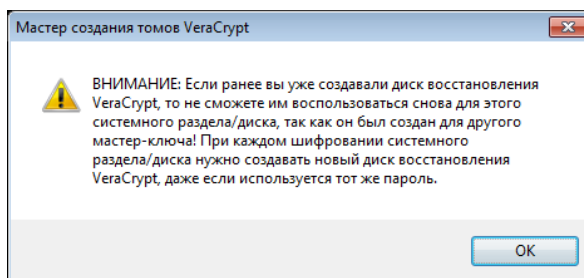 Мастер создания томов VeraCrypt
ВНИМАНИЕ: Если ранее вы уже создавали диск восстановления
VeraCrypt, то не сможете им воспользоваться снова для этого
системного раздела/диска, так как он был создан для другого
мастер-ключа! При каждом шифровании системного
раздела/диска нужно создавать новый диск восстановления
VeraCrypt, даже если используется тот же пароль.
ОК